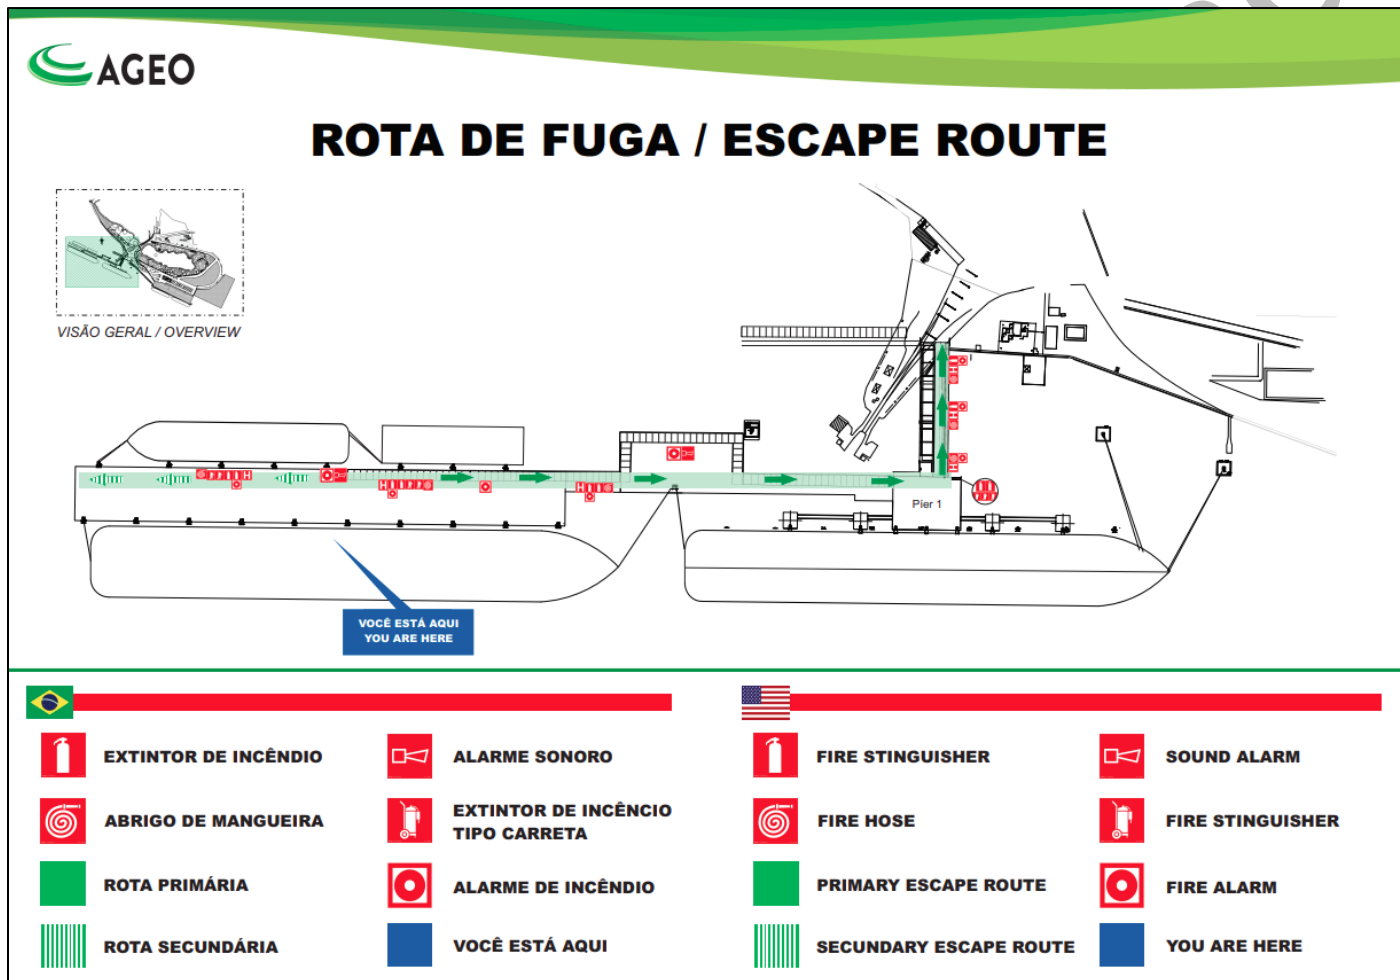 AGEO
ROTA DE FUGA / ESCAPE ROUTE
VISÃO GERAL / OVERVIEW
Pier 1
VOCÊ ESTÁ AQUI
YOU ARE HERE
EXTINTOR DE INCÊNDIO
ALARME SONORO
FIRE STINGUISHER
SOUND ALARM
ABRIGO DE MANGUEIRA
EXTINTOR DE INCÊNCIO
TIPO CARRETA
FIRE HOSE
FIRE STINGUISHER
ROTA PRIMÁRIA
ALARME DE INCÊNDIO
PRIMARY ESCAPE ROUTE
FIRE ALARM
ROTA SECUNDÁRIA
VOCÊ ESTÁ AQUI
SECUNDARY ESCAPE ROUTE
YOU ARE HERE